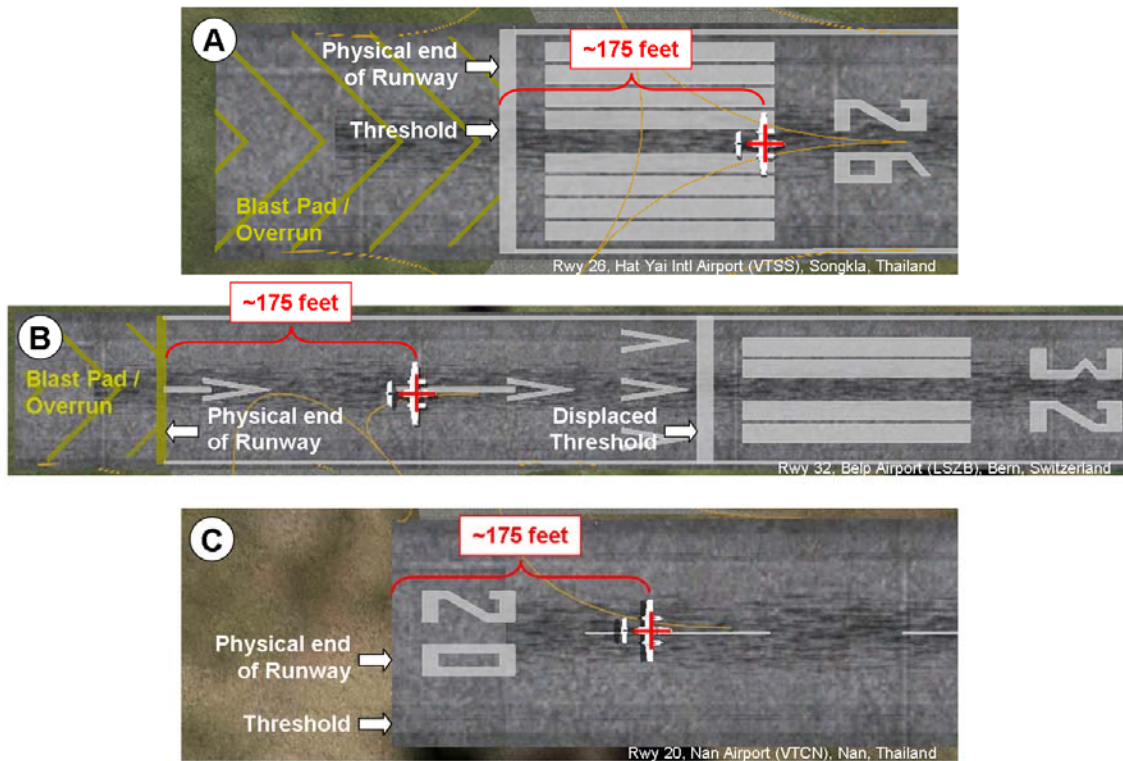 A
Physical end
of Runway
~175 feet
Threshold
26
Blast Pad /
Overrun
Rwy 26, Hat Yai Intl Airport (VTSS), Songkla, Thailand
B
~175 feet
Blast Pad /
Overrun
Physical end
of Runway
Displaced
Threshold
32
Rwy 32, Belp Airport (LSZB), Bern, Switzerland
C
~175 feet
20
Physical end
of Runway
Threshold
Rwy 20, Nan Airport (VTCN), Nan, Thailand